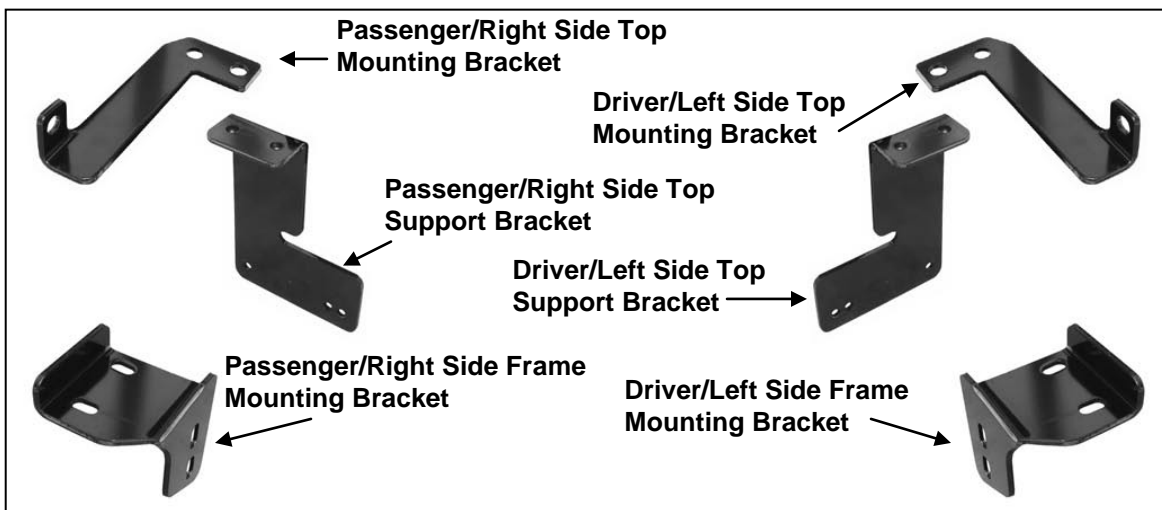 Passenger/Right Side Top
Mounting Bracket
Driver/Left Side Top
Mounting Bracket
Passenger/Right Side Top
Support Bracket
Driver/Left Side Top
Support Bracket
Passenger/Right Side Frame
Mounting Bracket
Driver/Left Side Frame
Mounting Bracket